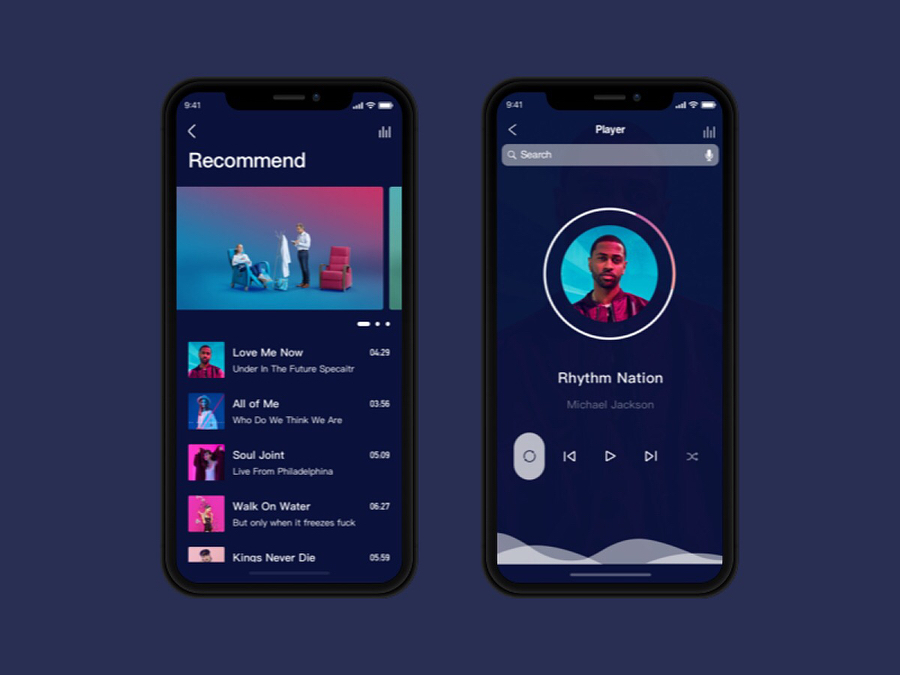 9:41
Recommend
Love Me Now 04:29
Under In The Future Specaitr
All of Me 03:56
Who Do We Think We Are
Soul Joint 05:09
Live From Philadelphina
Walk On Water 06:27
But only when it freezes fuck
Kings Never Die 05:59
9:41
Player
Search
Rhythm Nation
Michael Jackson